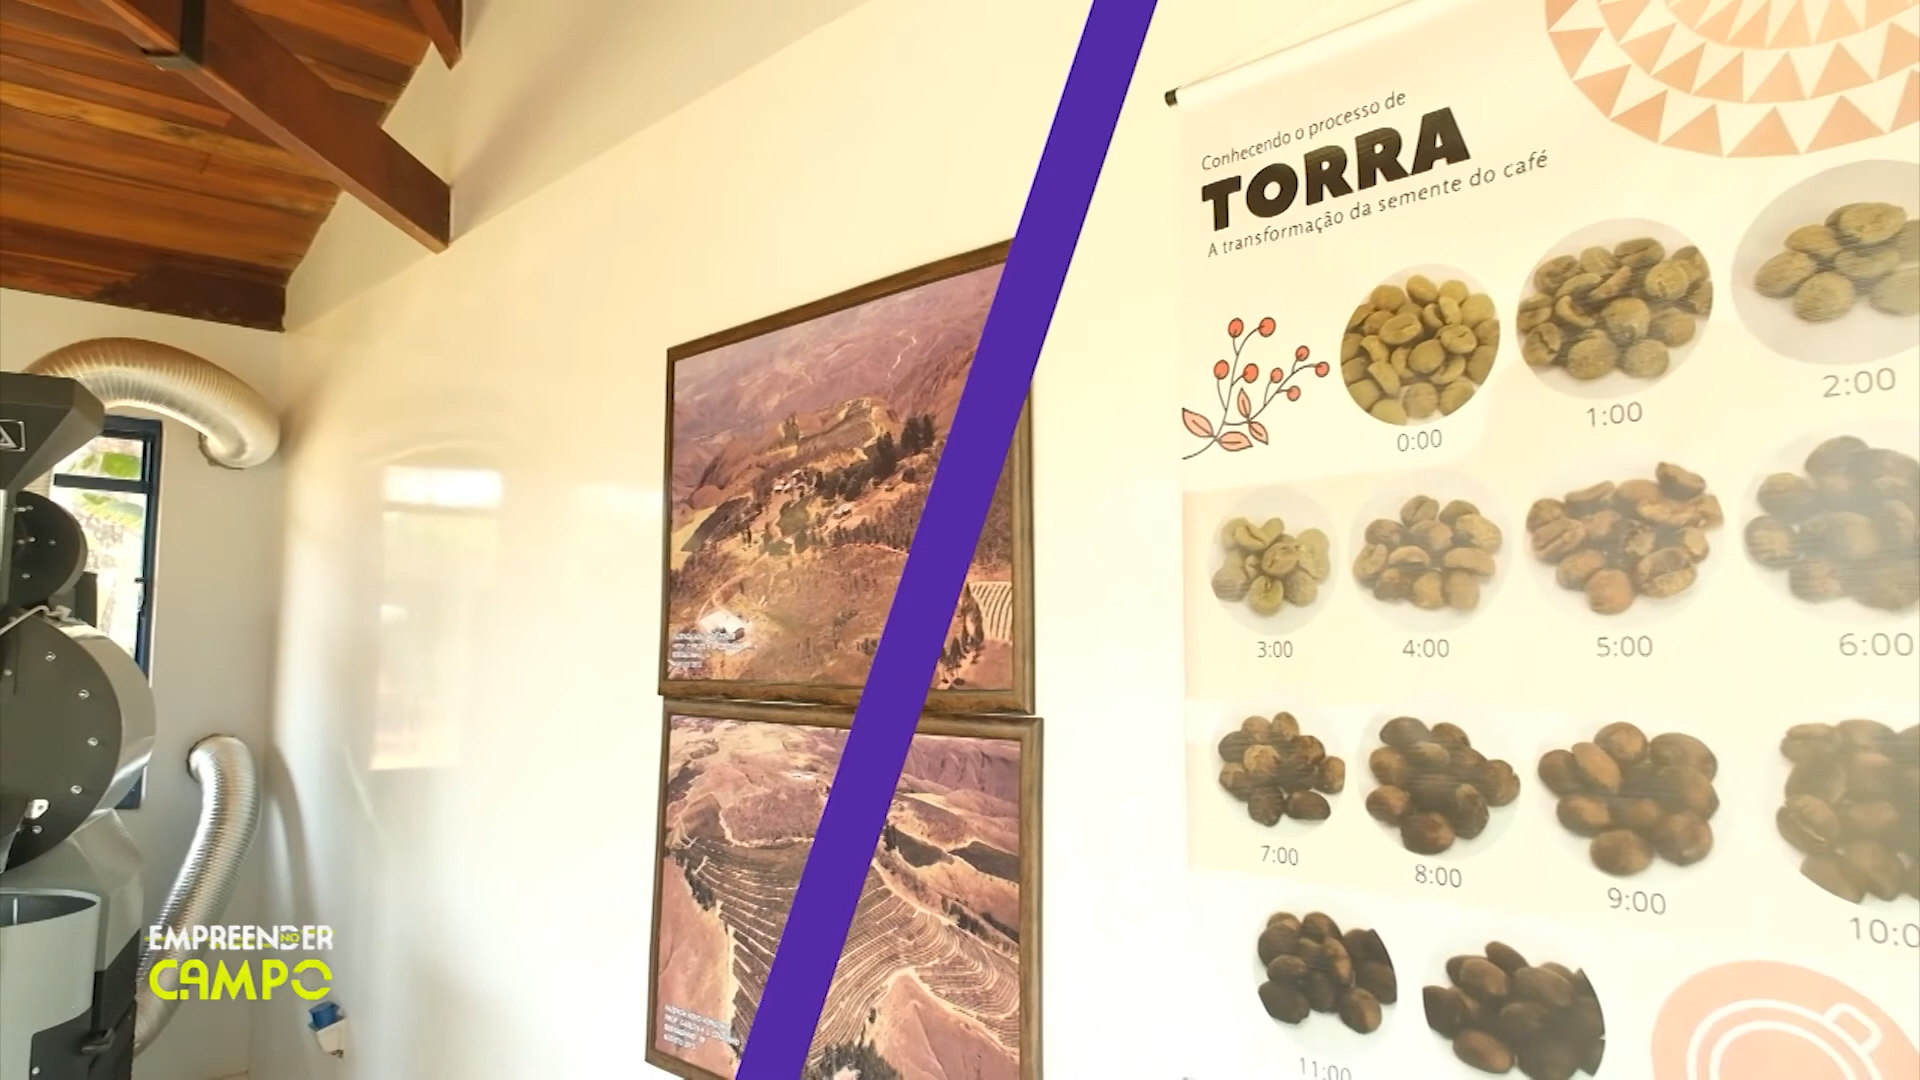 Conhecendo o processo de
TORRA
A transformação da semente do café
0:00
1:00
2:00
3:00
4:00
5:00
6:00
7:00
8:00
9:00
10:0
11:00
EMPREENDER
NO
CAMPO